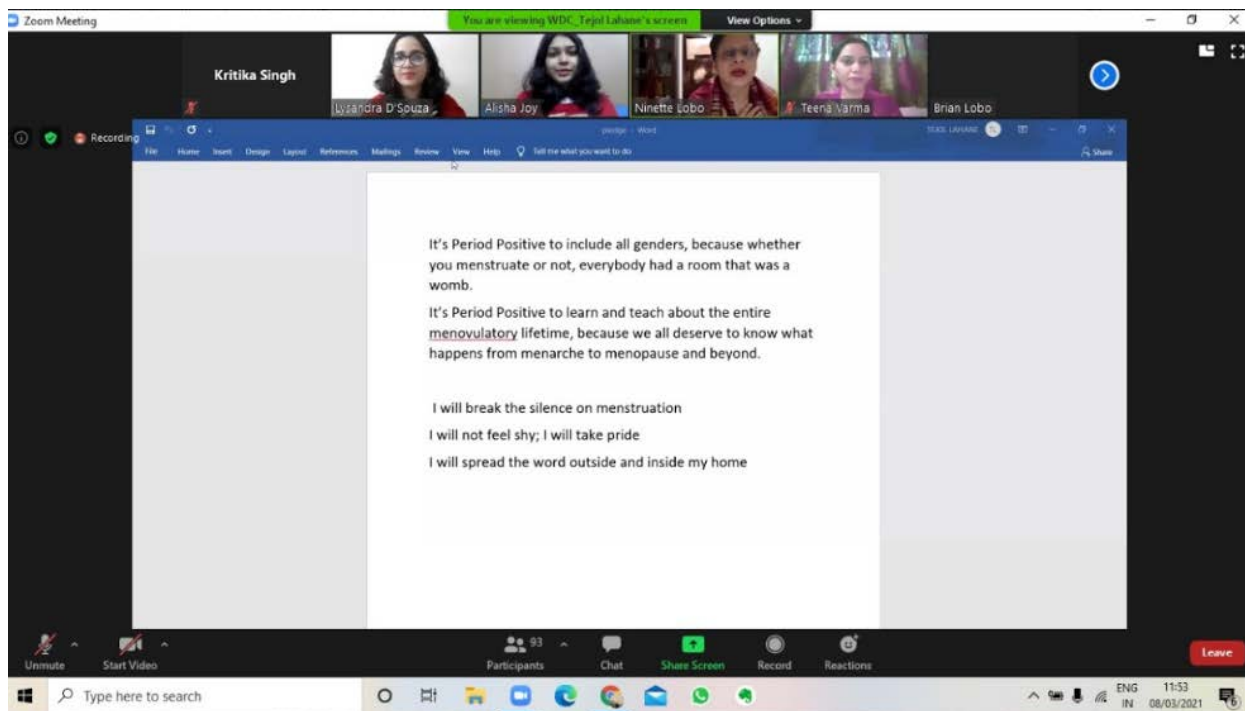 Zoom Meeting
You are viewing WDC_Tejol Lahane's screen
View Options
Kritika Singh
Lysandra D'Souza
Alisha Joy
Ninette Lobo
Teena Varma
Brian Lobo
Recording
pledge - Word
File Home Insert Design Layout References Mailings Review View Help Tell me what you want to do
Share
It's Period Positive to include all genders, because whether
you menstruate or not, everybody had a room that was a
womb.
It's Period Positive to learn and teach about the entire
menovulatory lifetime, because we all deserve to know what
happens from menarche to menopause and beyond.
I will break the silence on menstruation
I will not feel shy; I will take pride
I will spread the word outside and inside my home
Unmute
Start Video
93
Participants
Chat
Share Screen
Record
Reactions
Leave
Type here to search
ENG
IN
11:53
08/03/2021
6